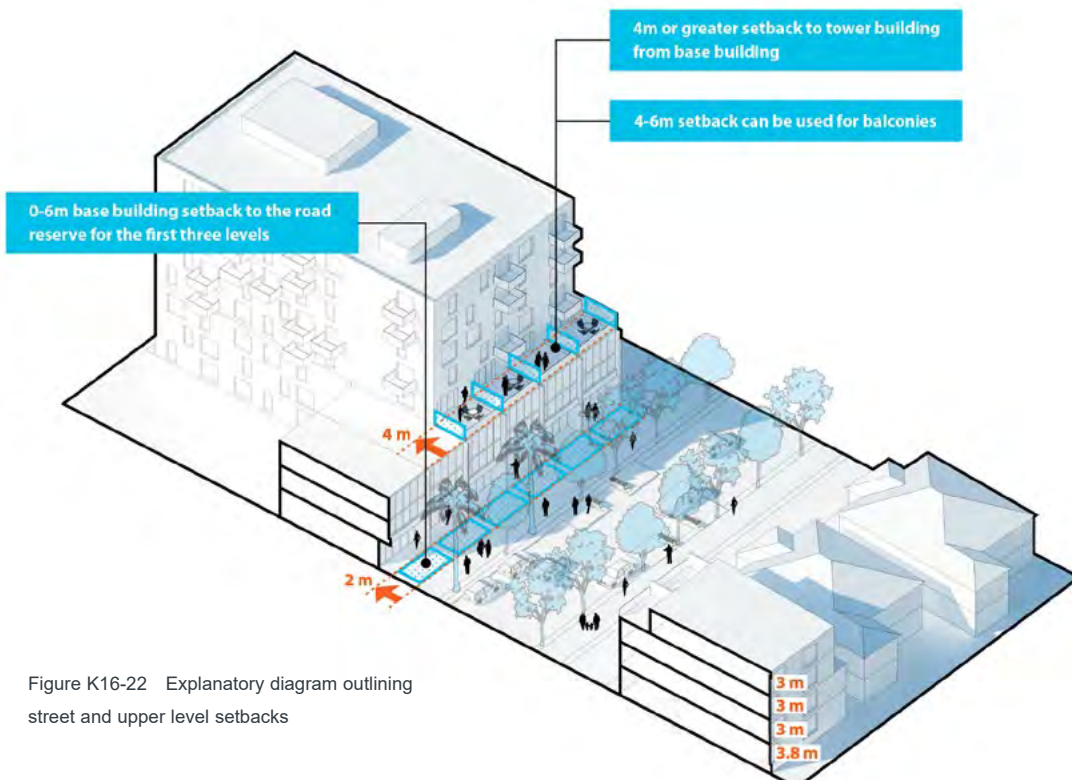 4m or greater setback to tower building
from base building
4-6m setback can be used for balconies
0-6m base building setback to the road
reserve for the first three levels
4 m
2 m
3 m
3 m
3 m
3.8 m
Figure K16-22 Explanatory diagram outlining
street and upper level setbacks